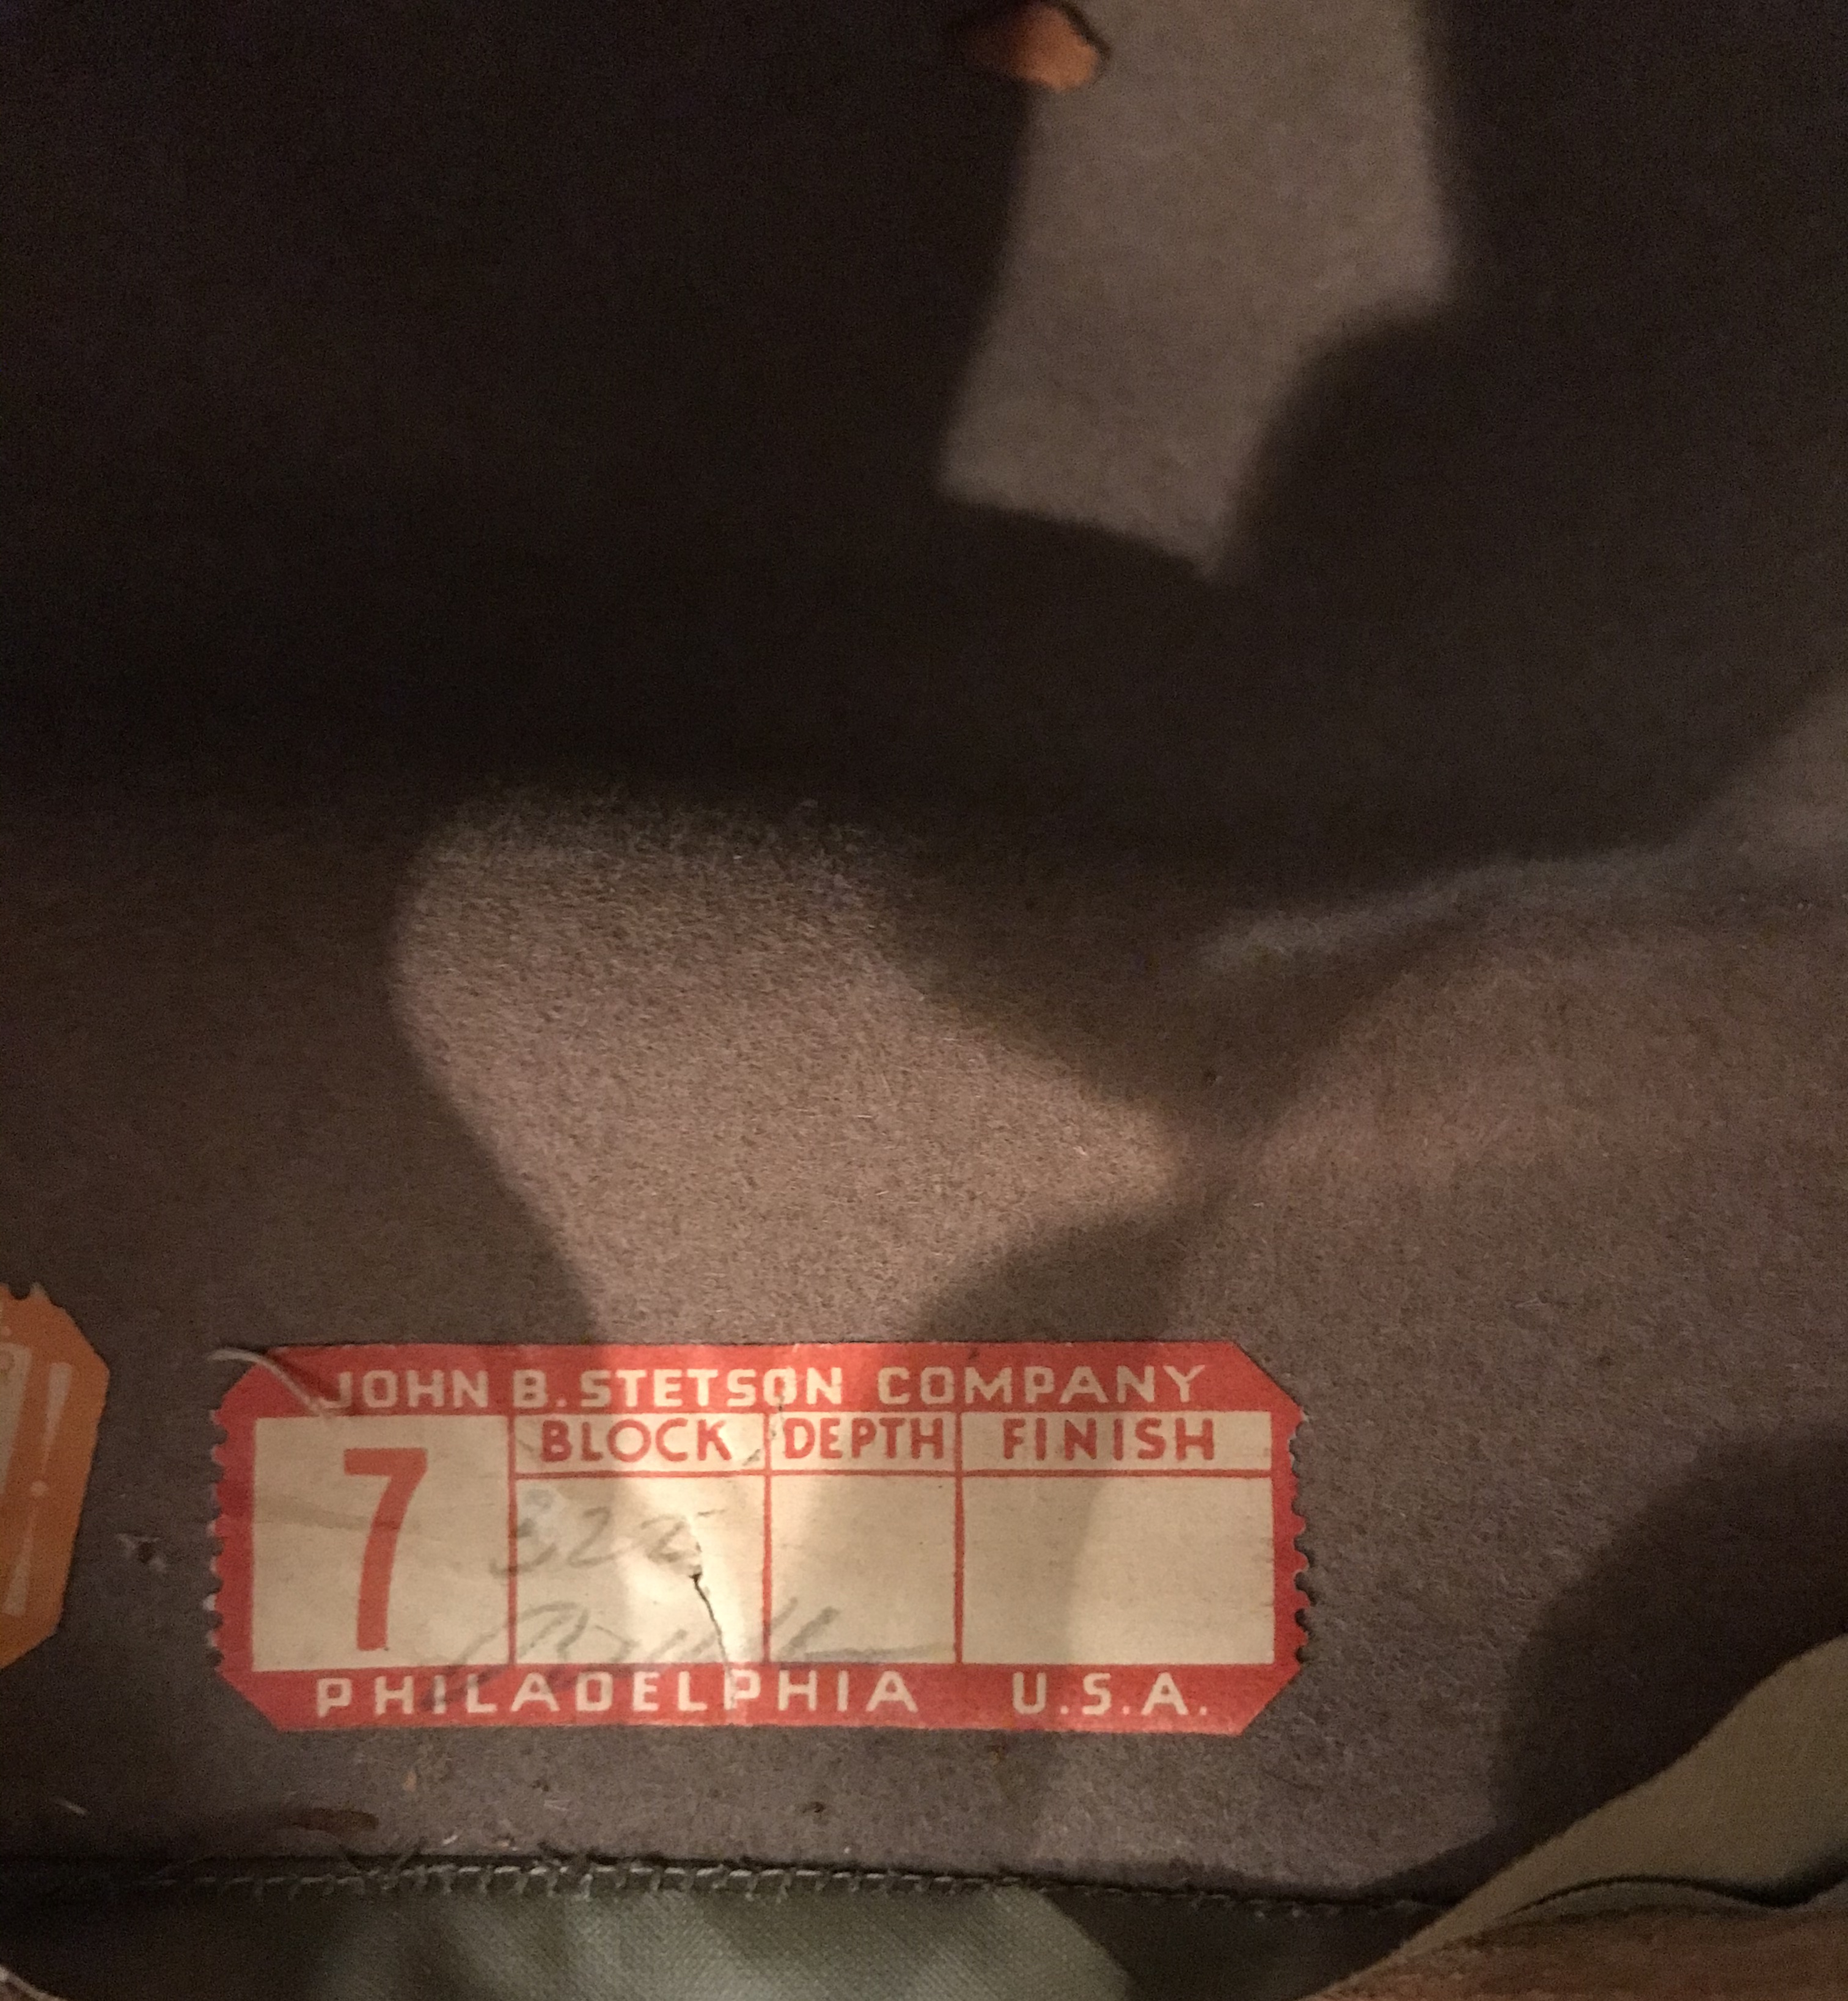 JOHN B. STETSON COMPANY
7 BLOCK DEPTH FINISH
PHILADELPHIA U.S.A.